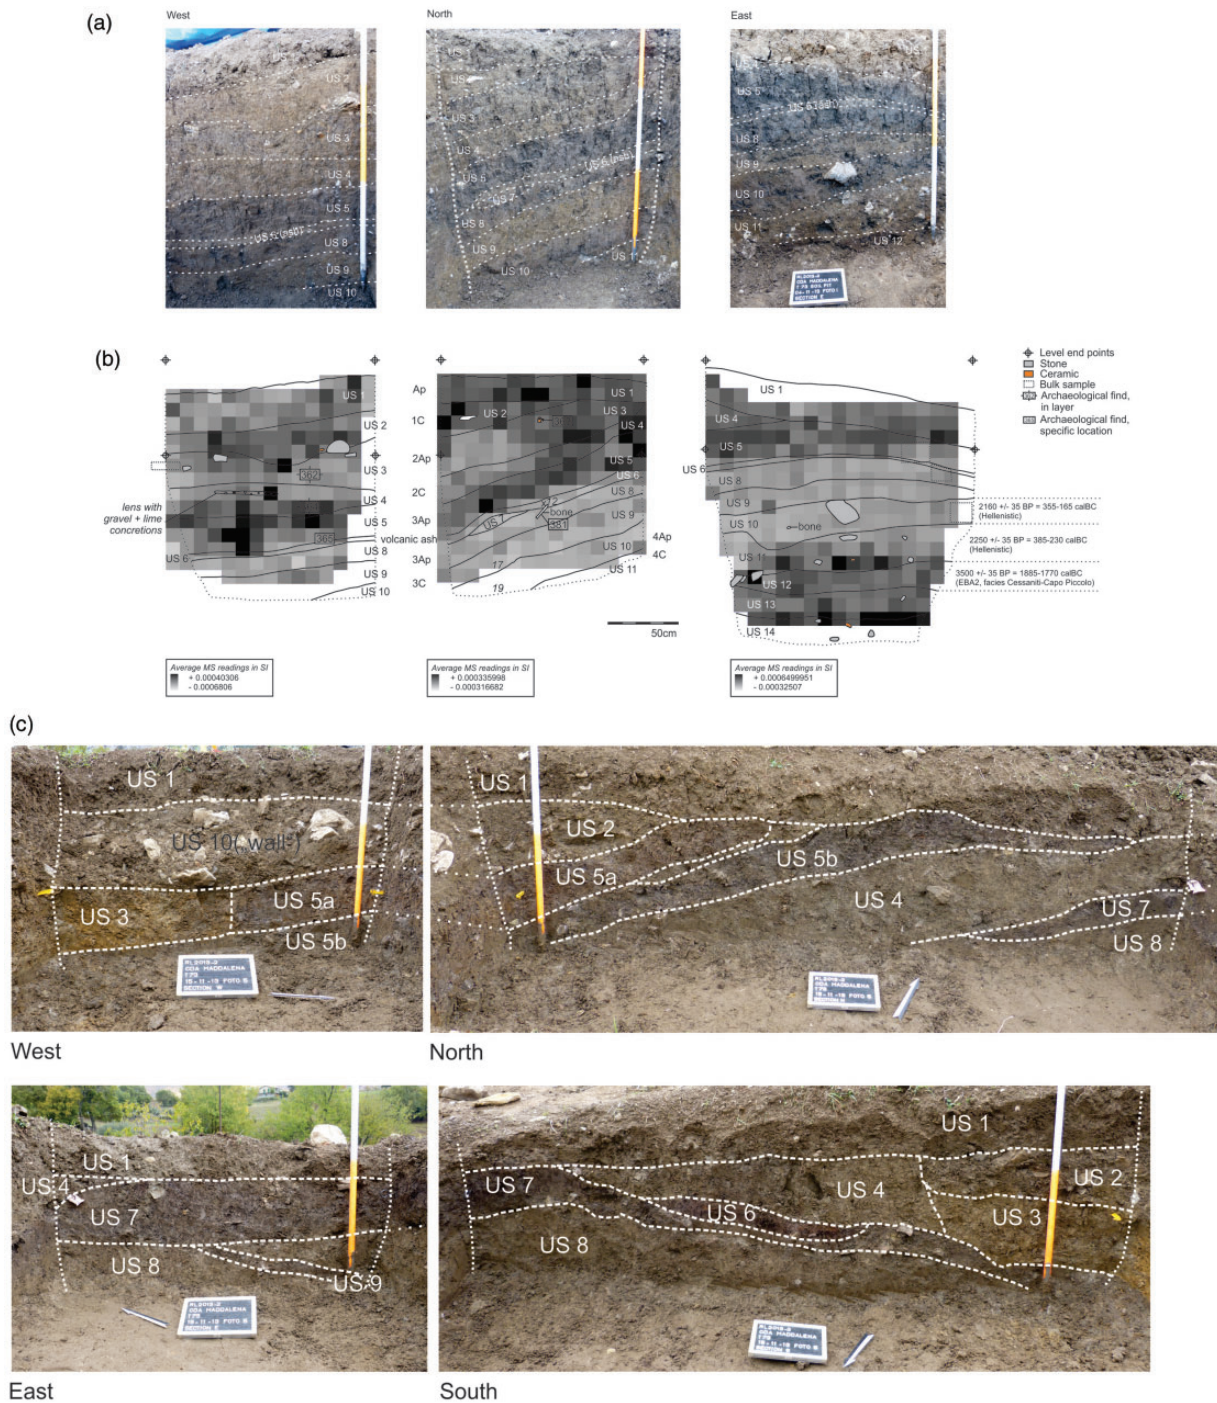 (a)
West
North
East
US 2
US 3
US 4
US 5
US 8
US 9
US 10
US 3
US 4
US 5
US 7
US 8
US 9
US 10
US 5
US 8
US 9
US 10
US 11
US 12
(b)
Level end points
Stone
Ceramic
Bulk sample
Archaeological find,
in layer
Archaeological find,
specific location
US 1
US 2
US 3
US 4
US 5
US 6
US 8
US 9
US 10
362
365
lens with
gravel + lime
concretions
volcanic ash
Ap
1C
2Ap
2C
3Ap
3Ap
3C
US 1
US 2
US 3
US 4
US 5
US 6
US 7
US 8
US 9
US 10
US 11
12
bone
381
17
19
4Ap
4C
50cm
US 1
US 4
US 5
US 6
US 8
US 9
US 10
bone
US 11
US 12
US 13
US 14
2160 +/- 35 BP = 355-165 calBC
(Hellenistic)
2250 +/- 35 BP = 385-230 calBC
(Hellenistic)
3500 +/- 35 BP = 1885-1770 calBC
(EBA2, facies Cessaniti-Capo Piccolo)
Average MS readings in SI
+ 0.00040306
- 0.0006806
Average MS readings in SI
+ 0.000335998
- 0.000316682
Average MS readings in SI
+ 0.0006499951
- 0.00032507
(c)
US 1
US 10(„wall-)
US 3
US 5a
US 5b
West
US 1
US 2
US 5a
US 5b
US 4
US 7
US 8
North
US 1
US 4
US 7
US 8
US 9
East
US 1
US 7
US 4
US 2
US 6
US 3
US 8
South